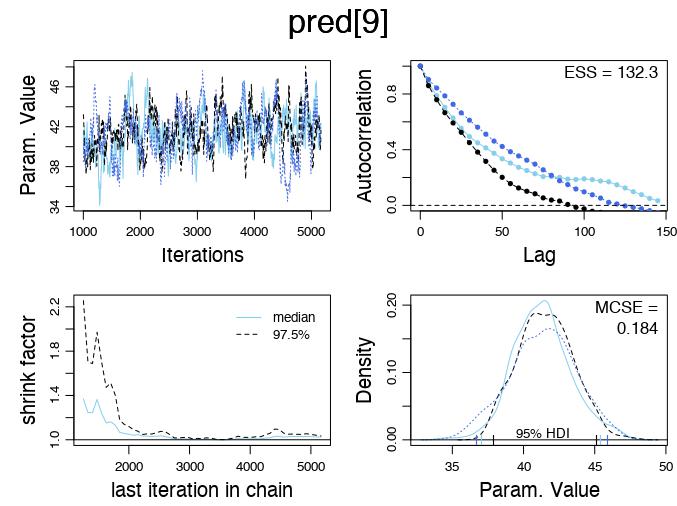 pred[9]
Param. Value
34 38 42 46
1000 2000 3000 4000 5000
Iterations
Autocorrelation
0.0 0.4 0.8
ESS = 132.3
0 50 100 150
Lag
shrink factor
1.0 1.4 1.8 2.2
median
97.5%
2000 3000 4000 5000
last iteration in chain
Density
0.00 0.10 0.20
MCSE =
0.184
95% HDI
35 40 45 50
Param. Value